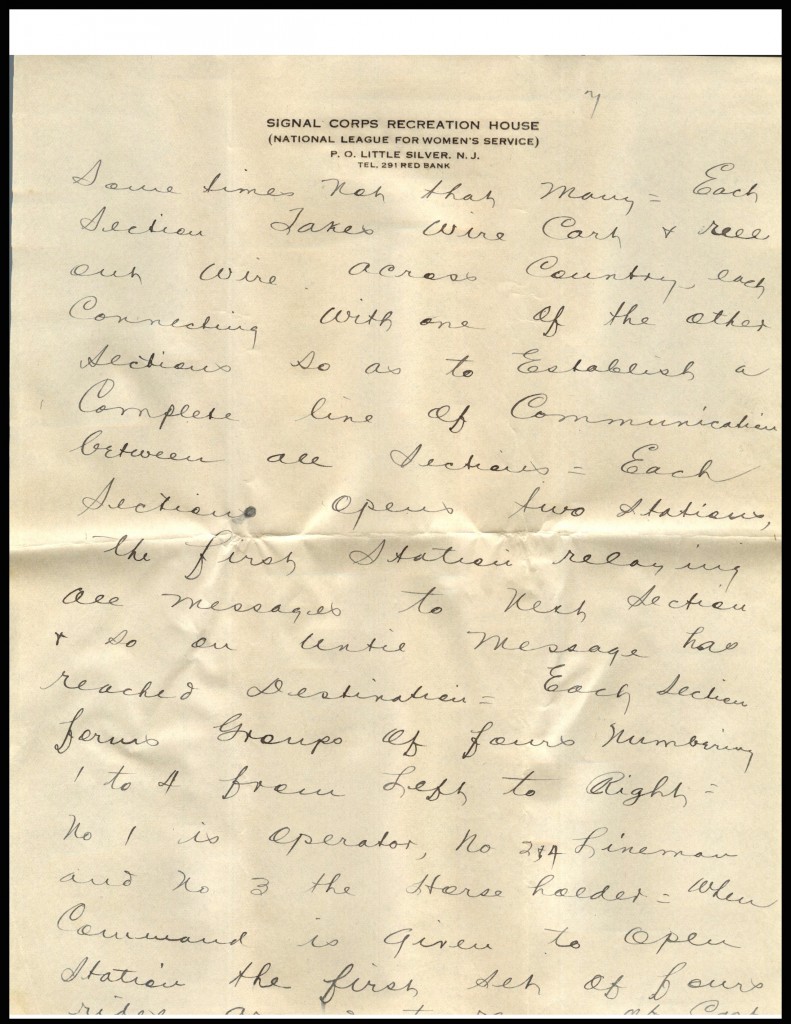 7
SIGNAL CORPS RECREATION HOUSE
(NATIONAL LEAGUE FOR WOMEN'S SERVICE)
P. O. LITTLE SILVER, N. J.
TEL. 291 RED BANK
Some times not that many = Each
Section Takes Wire Cart & reel
out Wire across Country, each
Connecting With one of the other
Sections so as to Establish a
Complete line of Communication
between all Sections = Each
Section opens two Stations,
the first Station relaying
all messages to next Section
& so on until Message has
reached Destination = Each Section
forms Groups of fours Numbering
1 to 4 from Left to Right =
No 1 is operator, No 2 & 4 Lineman
and No 3 the Horse holder = When
Command is Given to Open
Station the first set of fours
rides